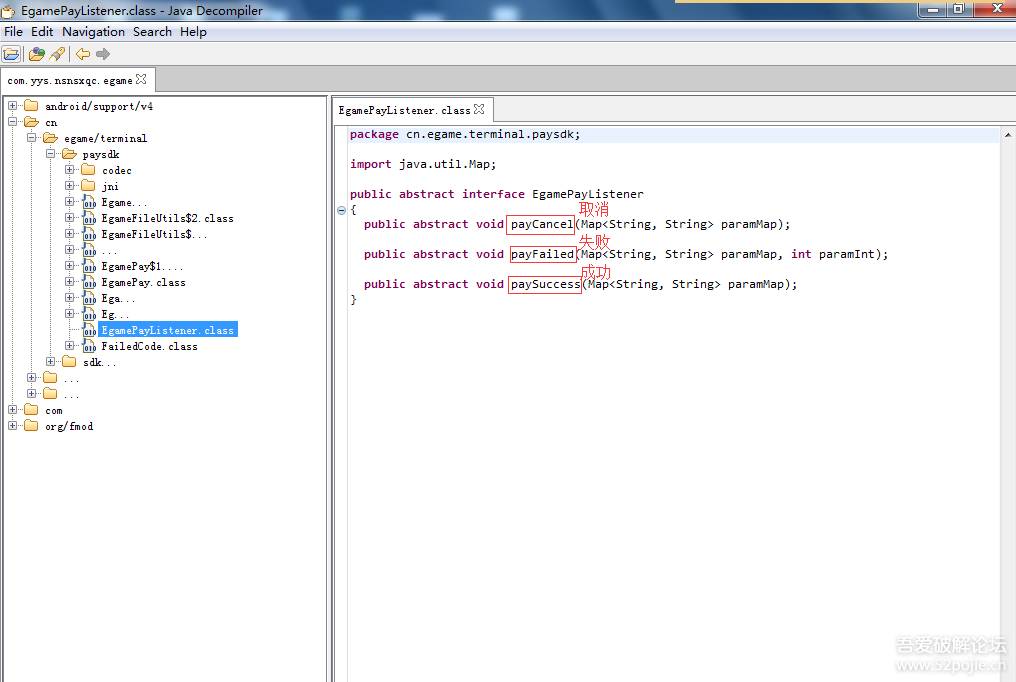 EgamePayListener.class - Java Decompiler
File Edit Navigation Search Help
com.yys.nsnsxqc.egame
android/support/v4
cn
egame/terminal
paysdk
codec
jni
Egame...
EgameFileUtils$2.class
EgameFileUtils$...
...
EgamePay$1....
EgamePay.class
Ega...
Eg...
EgamePayListener.class
FailedCode.class
sdk...
...
...
com
org/fmod
EgamePayListener.class
package cn.egame.terminal.paysdk;
import java.util.Map;
public abstract interface EgamePayListener
{
取消
public abstract void payCancel(Map<String, String> paramMap);
失败
public abstract void payFailed(Map<String, String> paramMap, int paramInt);
成功
public abstract void paySuccess(Map<String, String> paramMap);
}
吾爱破解论坛
www.52pojie.cn